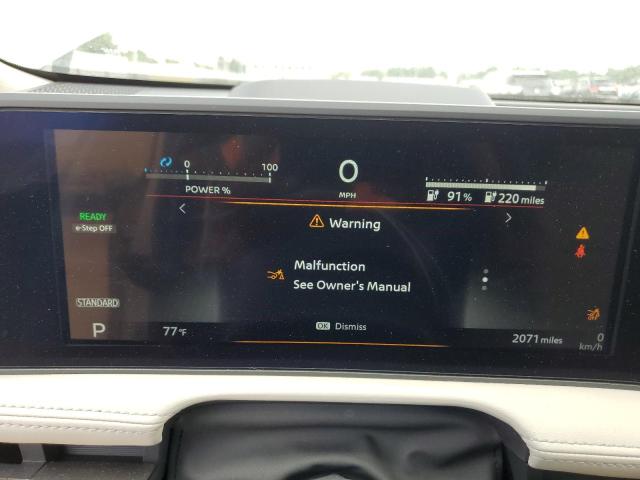 0 100
POWER %
0
MPH
91 % 220 miles
READY
e-Step OFF
Warning
Malfunction
See Owner's Manual
STANDARD
P
77 °F
OK Dismiss
2071 miles
0
km/h